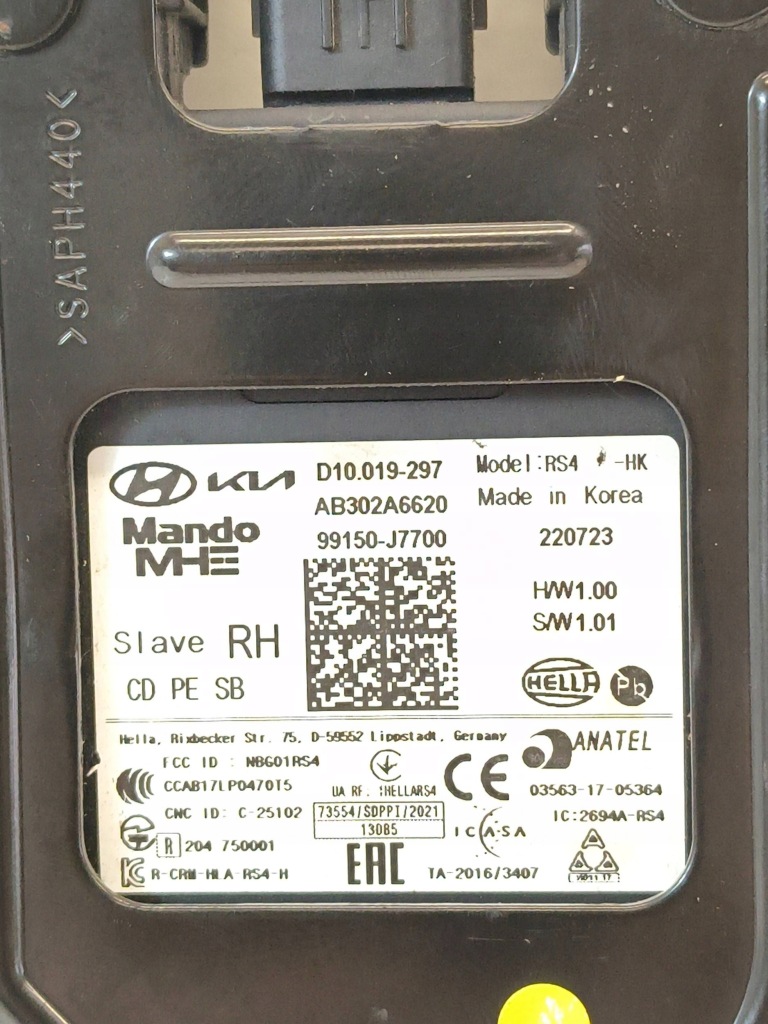 >SAPH440<
KIA
D10.019-297
Model:RS4 -HK
Mando
AB302A6620
Made in Korea
MHE
99150-J7700
220723
H/W1.00
S/W1.01
Slave RH
CD PE SB
HELLA
Pb
Hella, Rixbecker Str. 75, D-59552 Lippstadt, Germany
ANATEL
FCC ID : NBG01RS4
CCAB17LP0470T5
UA RF. :1HELLARS4
CE
03563-17-05364
CNC ID: C-25102
73554/SDPPI/2021
13085
ICASA
IC:2694A-RS4
R 204 750001
R-CRM-HLA-RS4-H
EAC
TA-2016/3407